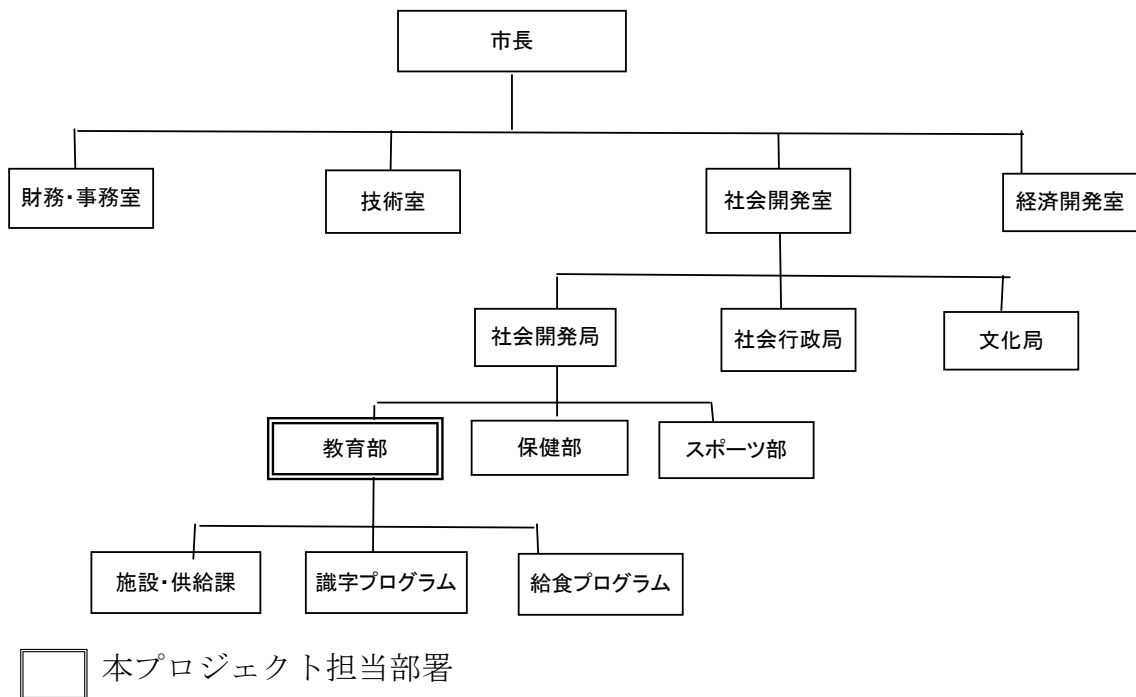 市長
財務・事務室
技術室
社会開発室
経済開発室
社会開発局
社会行政局
文化局
教育部
保健部
スポーツ部
施設・供給課
識字プログラム
給食プログラム
本プロジェクト担当部署